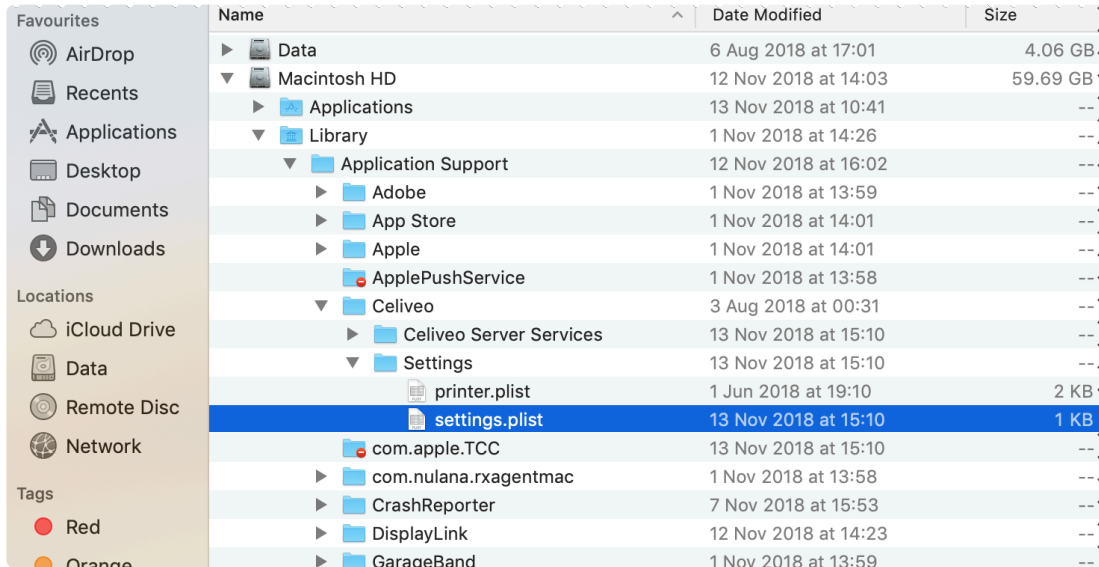 Favourites
AirDrop
Recents
Applications
Desktop
Documents
Downloads
Locations
iCloud Drive
Data
Remote Disc
Network
Tags
Red
Orange
Name Date Modified Size
Data 6 Aug 2018 at 17:01 4.06 GB
Macintosh HD 12 Nov 2018 at 14:03 59.69 GB
Applications 13 Nov 2018 at 10:41 --
Library 1 Nov 2018 at 14:26 --
Application Support 12 Nov 2018 at 16:02 --
Adobe 1 Nov 2018 at 13:59 --
App Store 1 Nov 2018 at 14:01 --
Apple 1 Nov 2018 at 14:01 --
ApplePushService 1 Nov 2018 at 13:58 --
Celiveo 3 Aug 2018 at 00:31 --
Celiveo Server Services 13 Nov 2018 at 15:10 --
Settings 13 Nov 2018 at 15:10 --
printer.plist 1 Jun 2018 at 19:10 2 KB
settings.plist 13 Nov 2018 at 15:10 1 KB
com.apple.TCC 13 Nov 2018 at 15:10 --
com.nulana.rxagentmac 1 Nov 2018 at 13:58 --
CrashReporter 7 Nov 2018 at 15:53 --
DisplayLink 12 Nov 2018 at 14:23 --
GarageBand 1 Nov 2018 at 13:59 --